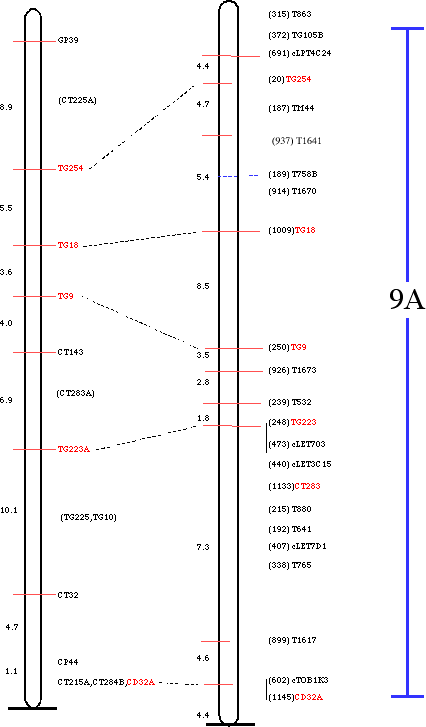 GP39
8.9
(CT225A)
TG254
5.5
TG18
3.6
TG9
4.0
CT143
6.9
(CT283A)
TG223A
10.1
(TG225,TG10)
CT32
4.7
CP44
1.1
CT215A,CT284B,CD32A
(315) T863
(372) TG105B
(691) cLPT4C24
4.4
(20) TG254
4.7
(187) TM44
(937) T1641
5.4
(189) T758B
(914) T1670
(1009)TG18
8.5
(250) TG9
3.5
(926) T1673
2.8
(239) T532
1.8
(248) TG223
(473) cLET703
(440) cLET3C15
(1133)CT283
(215) T880
(192) T641
7.3
(407) cLET7D1
(338) T765
(899) T1617
4.6
(602) cTOB1K3
(1145)CD32A
4.4
9A